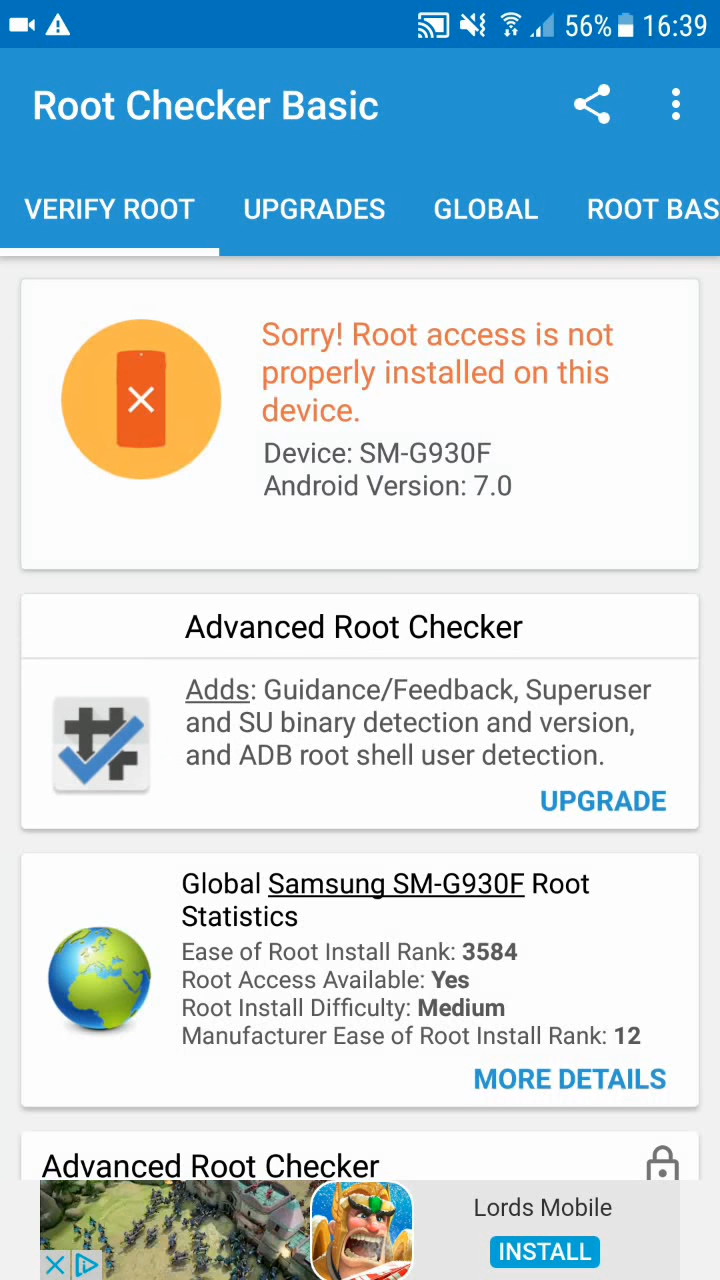 56% 16:39
Root Checker Basic
VERIFY ROOT UPGRADES GLOBAL ROOT BAS
Sorry! Root access is not
properly installed on this
device.
Device: SM-G930F
Android Version: 7.0
Advanced Root Checker
Adds: Guidance/Feedback, Superuser
and SU binary detection and version,
and ADB root shell user detection.
UPGRADE
Global Samsung SM-G930F Root
Statistics
Ease of Root Install Rank: 3584
Root Access Available: Yes
Root Install Difficulty: Medium
Manufacturer Ease of Root Install Rank: 12
MORE DETAILS
Advanced Root Checker
Lords Mobile
INSTALL